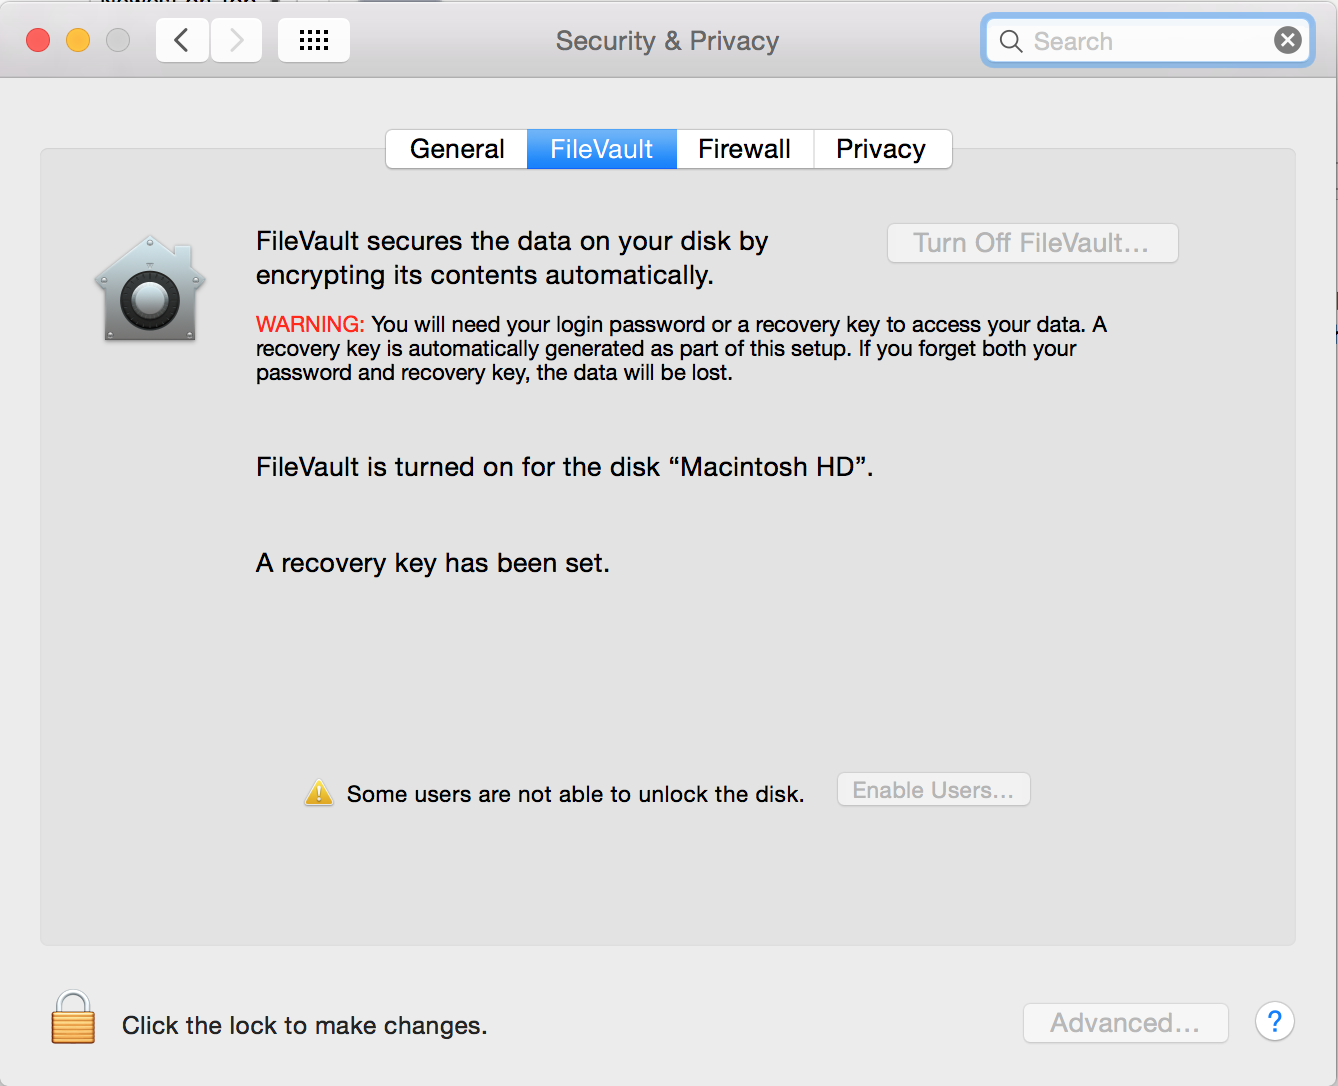 Security & Privacy
Search
General
FileVault
Firewall
Privacy
FileVault secures the data on your disk by
encrypting its contents automatically.
Turn Off FileVault...
WARNING: You will need your login password or a recovery key to access your data. A
recovery key is automatically generated as part of this setup. If you forget both your
password and recovery key, the data will be lost.
FileVault is turned on for the disk “Macintosh HD”.
A recovery key has been set.
Some users are not able to unlock the disk.
Enable Users...
Click the lock to make changes.
Advanced...
?